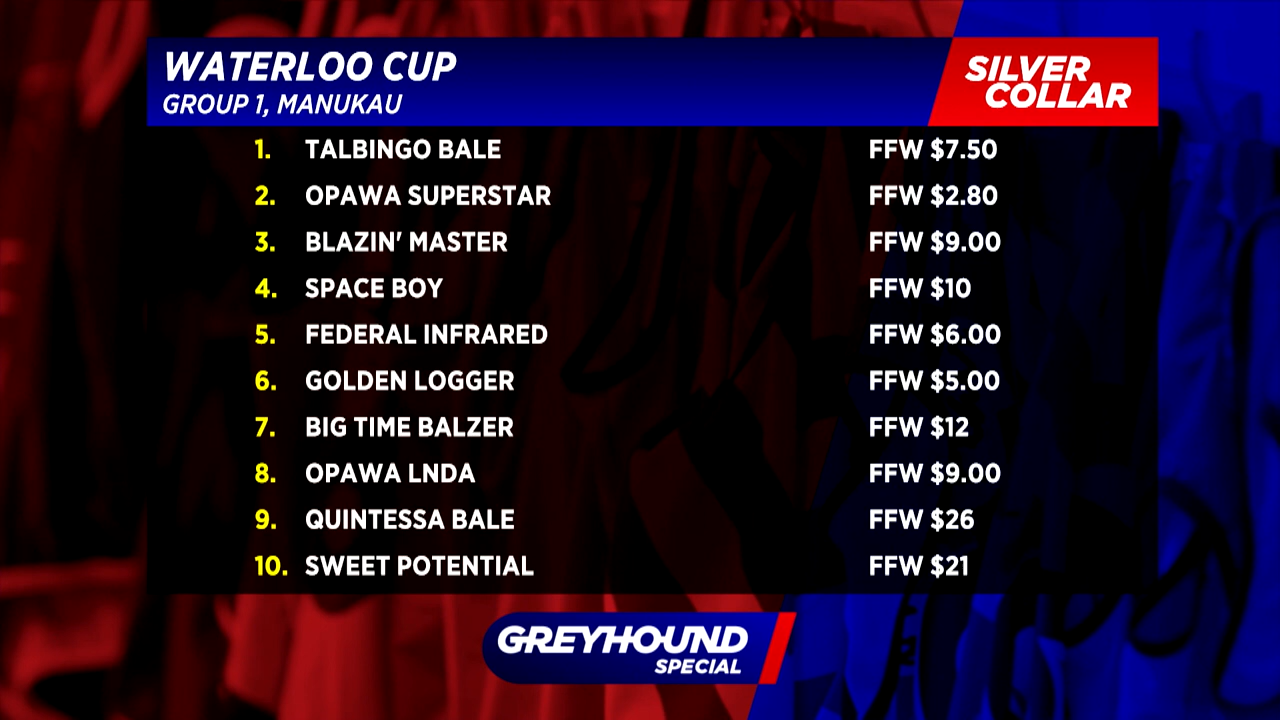 WATERLOO CUP
GROUP 1, MANUKAU
SILVER
COLLAR
1. TALBINGO BALE FFW $7.50
2. OPAWA SUPERSTAR FFW $2.80
3. BLAZIN' MASTER FFW $9.00
4. SPACE BOY FFW $10
5. FEDERAL INFRARED FFW $6.00
6. GOLDEN LOGGER FFW $5.00
7. BIG TIME BALZER FFW $12
8. OPAWA LNDA FFW $9.00
9. QUINTESSA BALE FFW $26
10. SWEET POTENTIAL FFW $21
GREYHOUND
SPECIAL